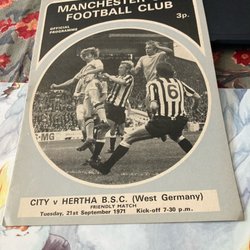 MANCHESTER
FOOTBALL CLUB
OFFICIAL PROGRAMME
3p.
6
CITY v HERTHA B.S.C. (West Germany)
FRIENDLY MATCH
Tuesday, 21st September 1971 Kick-off 7-30 p.m.